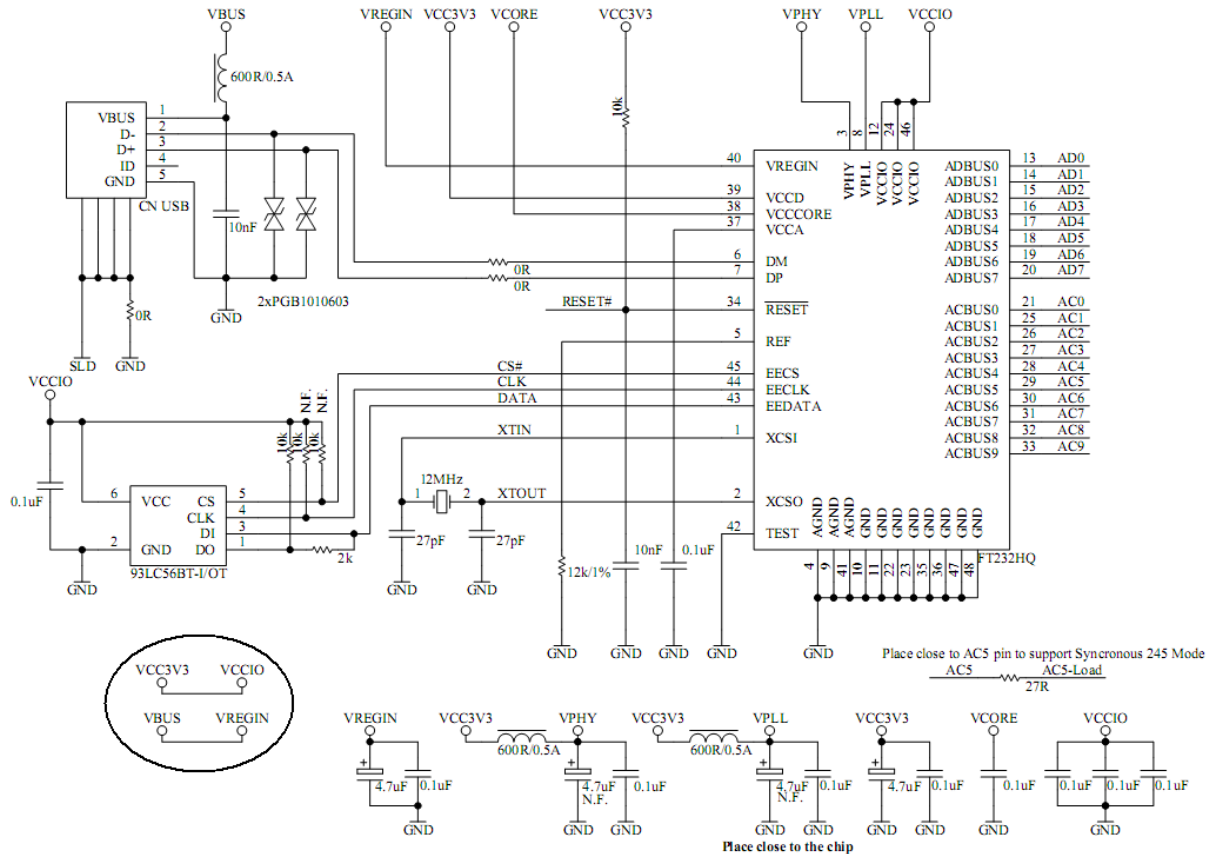 VBUS
VREGIN VCC3V3 VCORE VCC3V3 VPHY VPLL VCCIO
600R/0.5A
10k
VBUS 1
D- 2
D+ 3
ID 4
GND 5
CN USB
10nF
2xPGB1010603
0R
GND
SLD GND
3 8 12 24 46
VPHY VPLL VCCIO VCCIO VCCIO
40 VREGIN
39 VCCD
38 VCCCORE
37 VCCA
6 DM
7 DP
0R
0R
RESET# 34 RESET
5 REF
CS# 45 EECS
CLK 44 EECLK
DATA 43 EEDATA
XTIN 1 XCSI
XTOUT 2 XCSO
42 TEST
ADBUS0 13 AD0
ADBUS1 14 AD1
ADBUS2 15 AD2
ADBUS3 16 AD3
ADBUS4 17 AD4
ADBUS5 18 AD5
ADBUS6 19 AD6
ADBUS7 20 AD7
ACBUS0 21 AC0
ACBUS1 25 AC1
ACBUS2 26 AC2
ACBUS3 27 AC3
ACBUS4 28 AC4
ACBUS5 29 AC5
ACBUS6 30 AC6
ACBUS7 31 AC7
ACBUS8 32 AC8
ACBUS9 33 AC9
AGND AGND AGND GND GND GND GND GND GND GND GND
4 9 41 10 11 22 23 35 36 47 48
FT232HQ
GND
VCCIO
N.F. N.F.
10k 10k 10k
0.1uF
6 VCC CS 5
CLK 4
DI 3
2 GND DO 1
2k
93LC56BT-I/OT
GND GND
12MHz
1 2
27pF 27pF
GND GND
12k/1% 10nF 0.1uF
GND GND GND GND
Place close to AC5 pin to support Syncronous 245 Mode
AC5 AC5-Load
27R
VCC3V3 VCCIO
VBUS VREGIN
VREGIN VCC3V3 VPHY VCC3V3 VPLL VCC3V3 VCORE VCCIO
600R/0.5A 600R/0.5A
+ + + +
4.7uF 0.1uF 4.7uF N.F. 0.1uF 4.7uF N.F. 0.1uF 4.7uF 0.1uF 0.1uF 0.1uF 0.1uF 0.1uF
GND GND GND GND GND GND GND GND GND
Place close to the chip